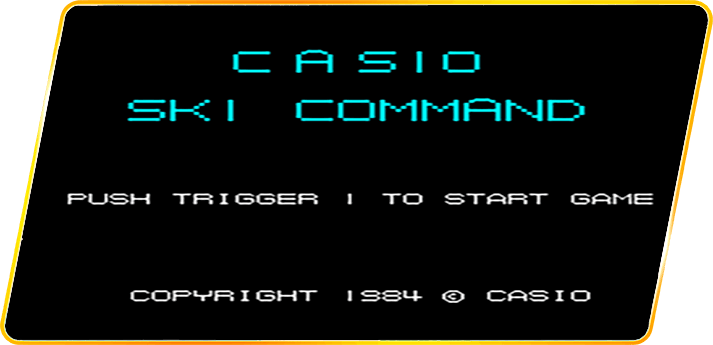 CASIO
SKI COMMAND
PUSH TRIGGER 1 TO START GAME
COPYRIGHT 1984 © CASIO